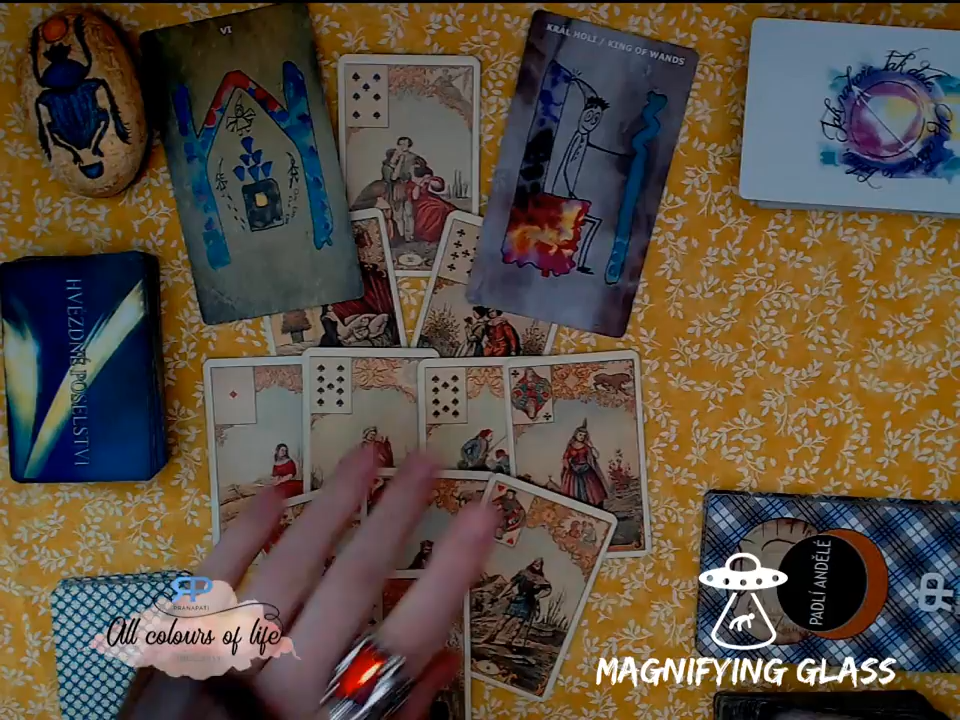 VI
KRÁL HOLÍ / KING OF WANDS
HVĚZDNÉ POSELSTVÍ
PADLÍ ANDĚLÉ
PRANAPATI
All colours of life
MAGNIFYING GLASS